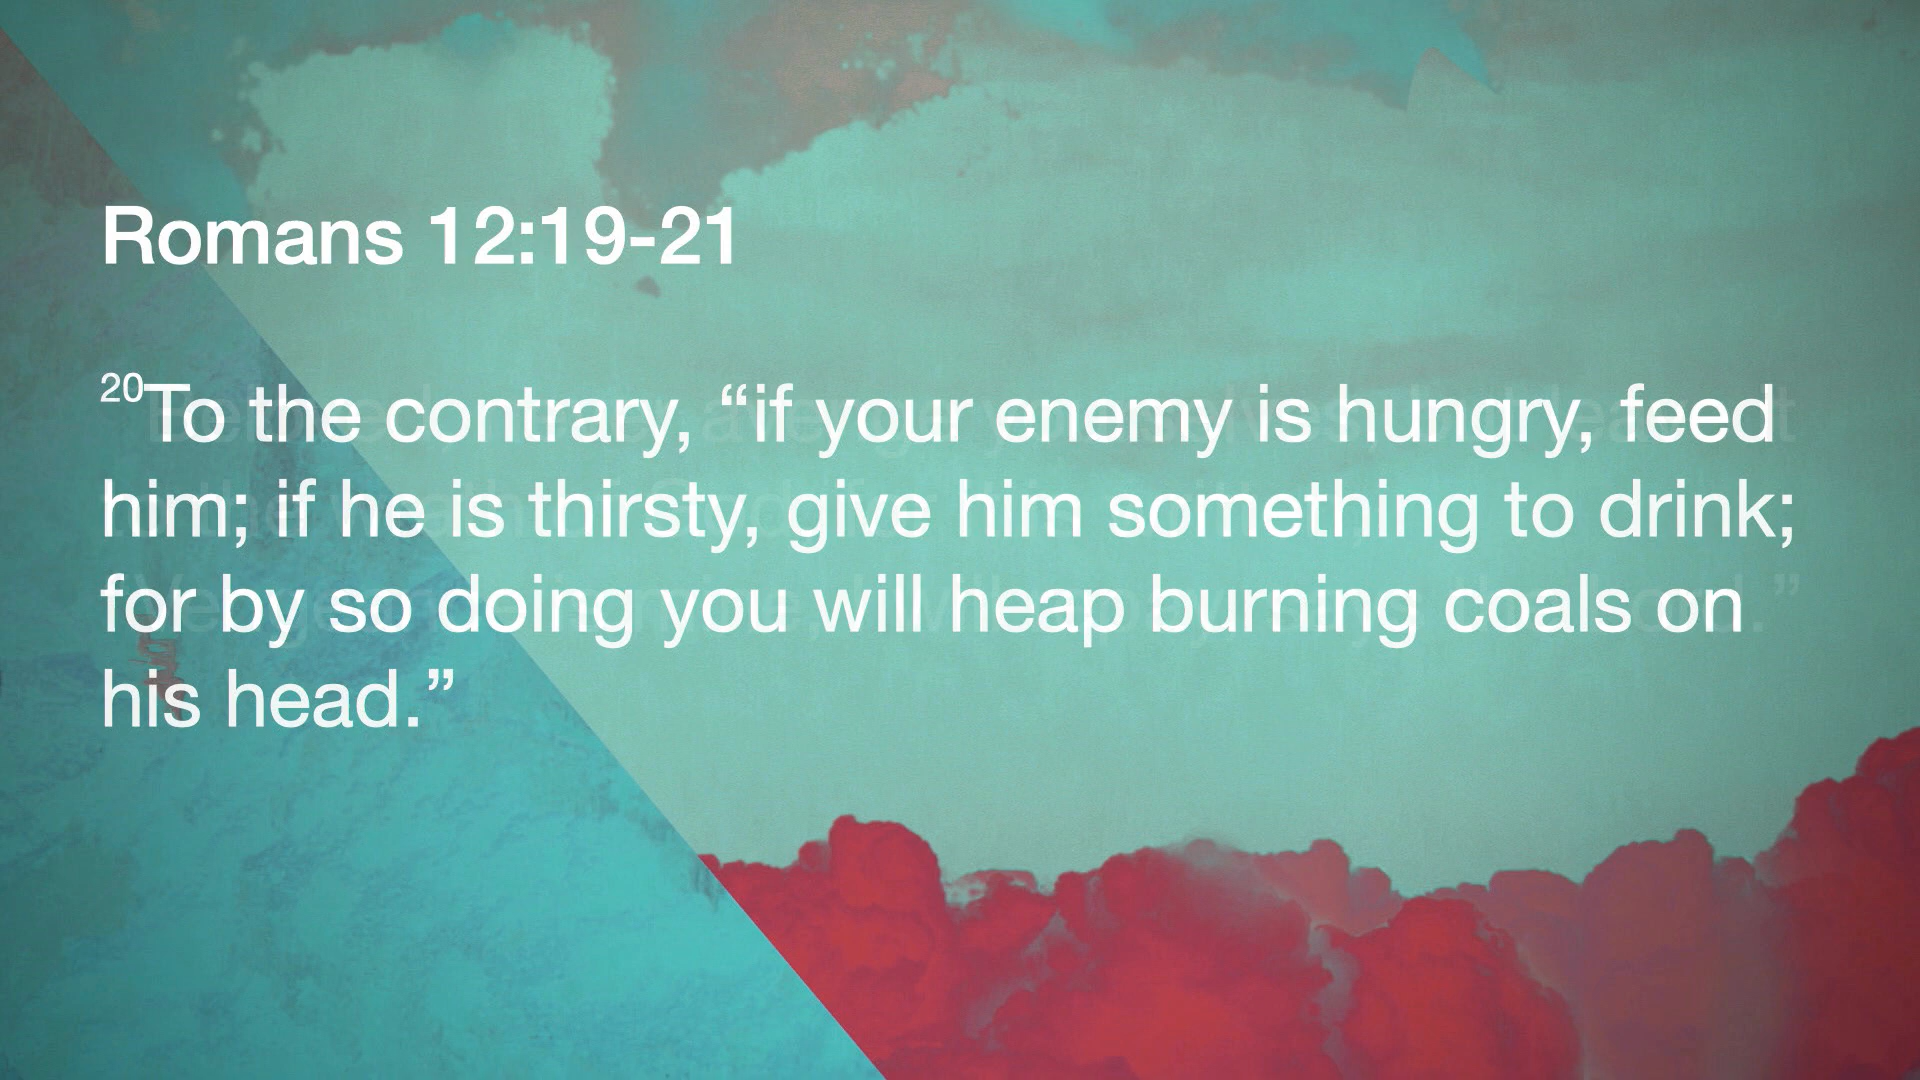 Romans 12:19-21
20To the contrary, “if your enemy is hungry, feed
him; if he is thirsty, give him something to drink;
for by so doing you will heap burning coals on
his head.”